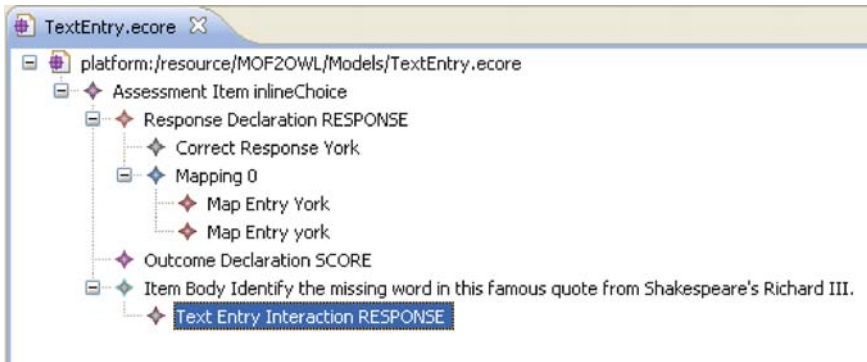 TextEntry.ecore
platform:/resource/MOF2OWL/Models/TextEntry.ecore
Assessment Item inlineChoice
Response Declaration RESPONSE
Correct Response York
Mapping 0
Map Entry York
Map Entry york
Outcome Declaration SCORE
Item Body Identify the missing word in this famous quote from Shakespeare's Richard III.
Text Entry Interaction RESPONSE